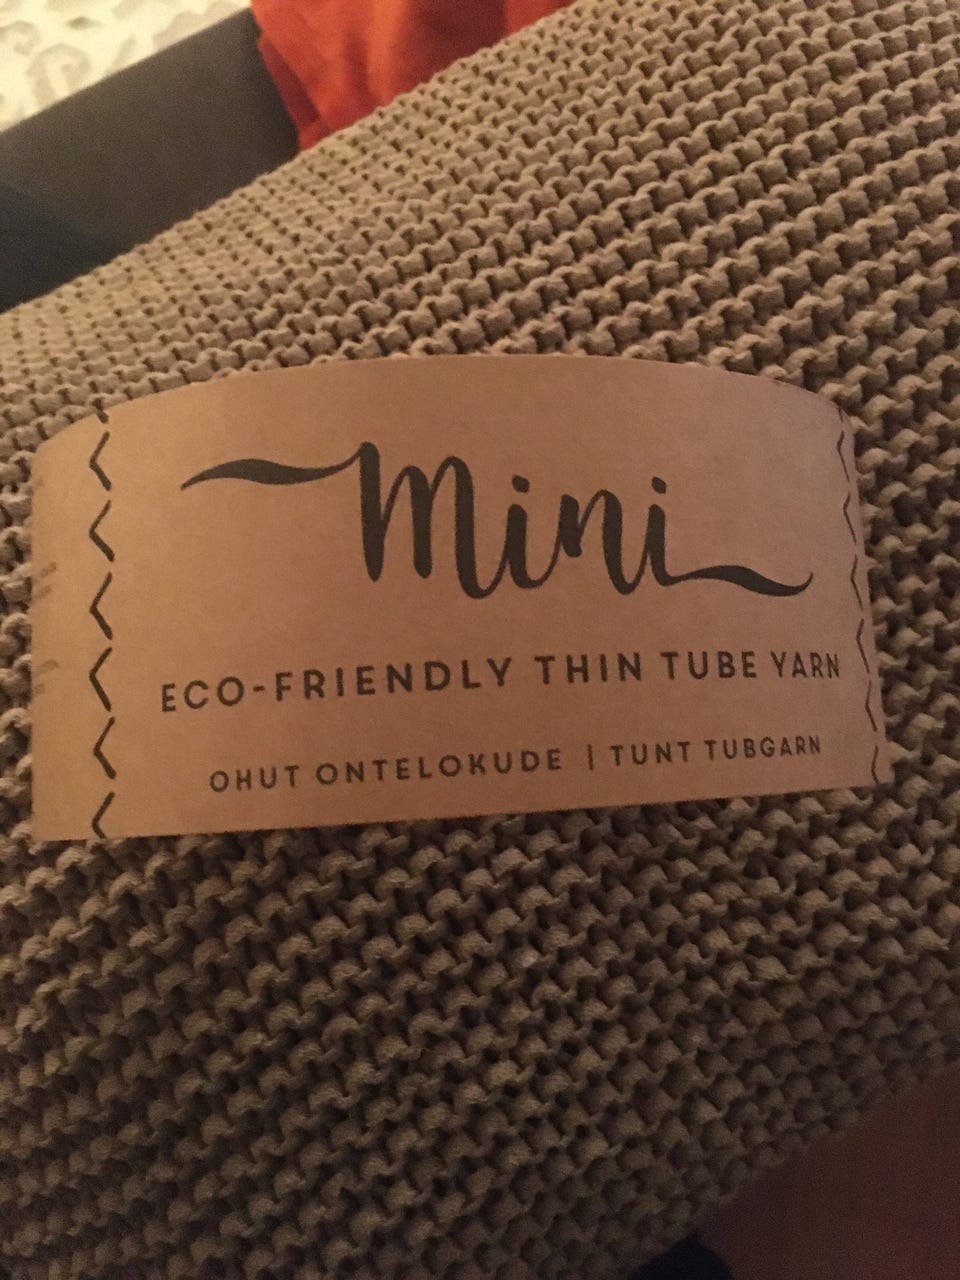 Mini
ECO-FRIENDLY THIN TUBE YARN
OHUT ONTELOKUDE | TUNT TUBGARN